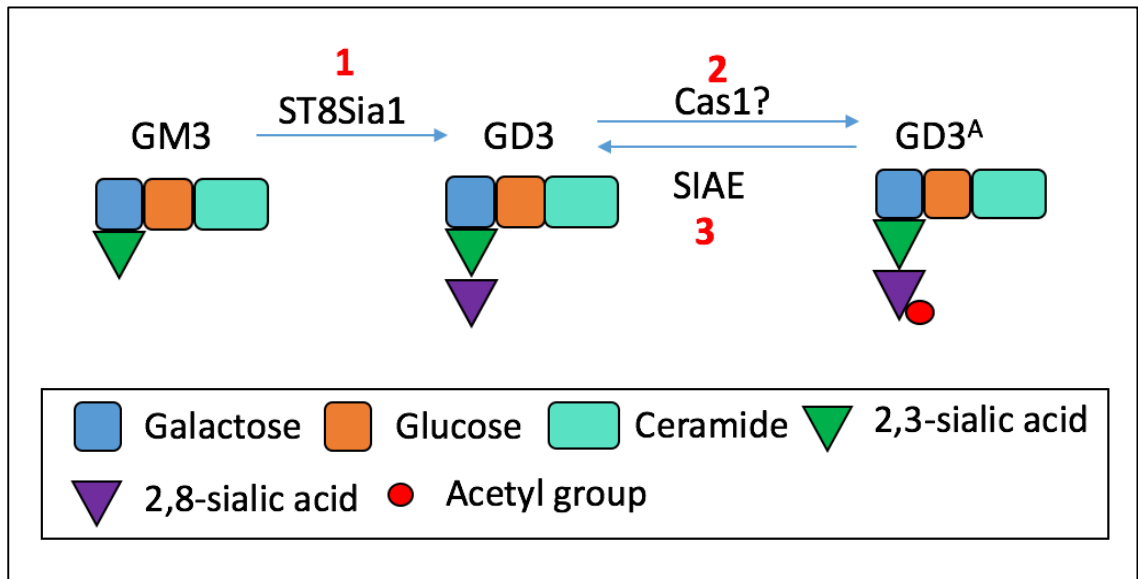 1
2
ST8Sia1
Cas1?
GM3
GD3
GD3ᴬ
SIAE
3
Galactose
Glucose
Ceramide
2,3-sialic acid
2,8-sialic acid
Acetyl group